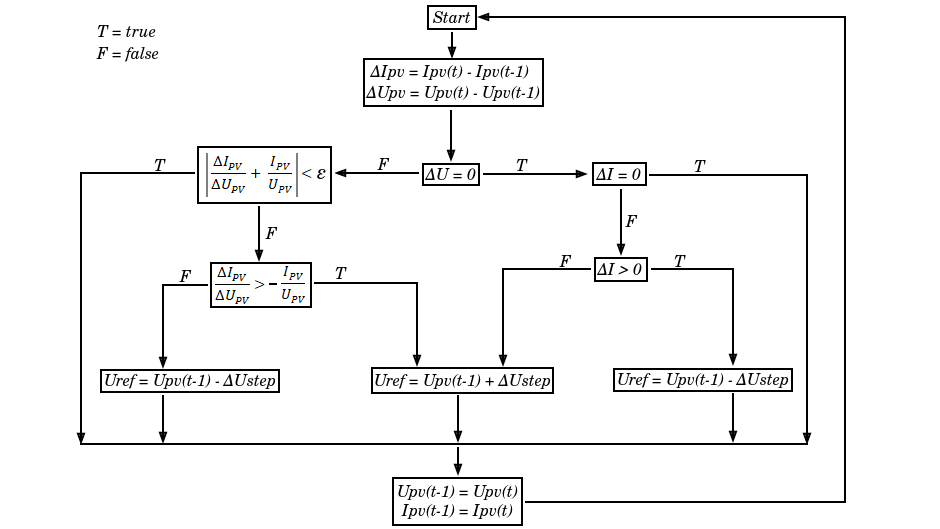 T = true
F = false
Start
ΔIpv = Ipv(t) - Ipv(t-1)
ΔUpv = Upv(t) - Upv(t-1)
T
|ΔI_PV/ΔU_PV + I_PV/U_PV| < ε
F
ΔU = 0
T
ΔI = 0
T
F
F
F
ΔI_PV/ΔU_PV > - I_PV/U_PV
T
F
ΔI > 0
T
Uref = Upv(t-1) - ΔUstep
Uref = Upv(t-1) + ΔUstep
Uref = Upv(t-1) - ΔUstep
Upv(t-1) = Upv(t)
Ipv(t-1) = Ipv(t)